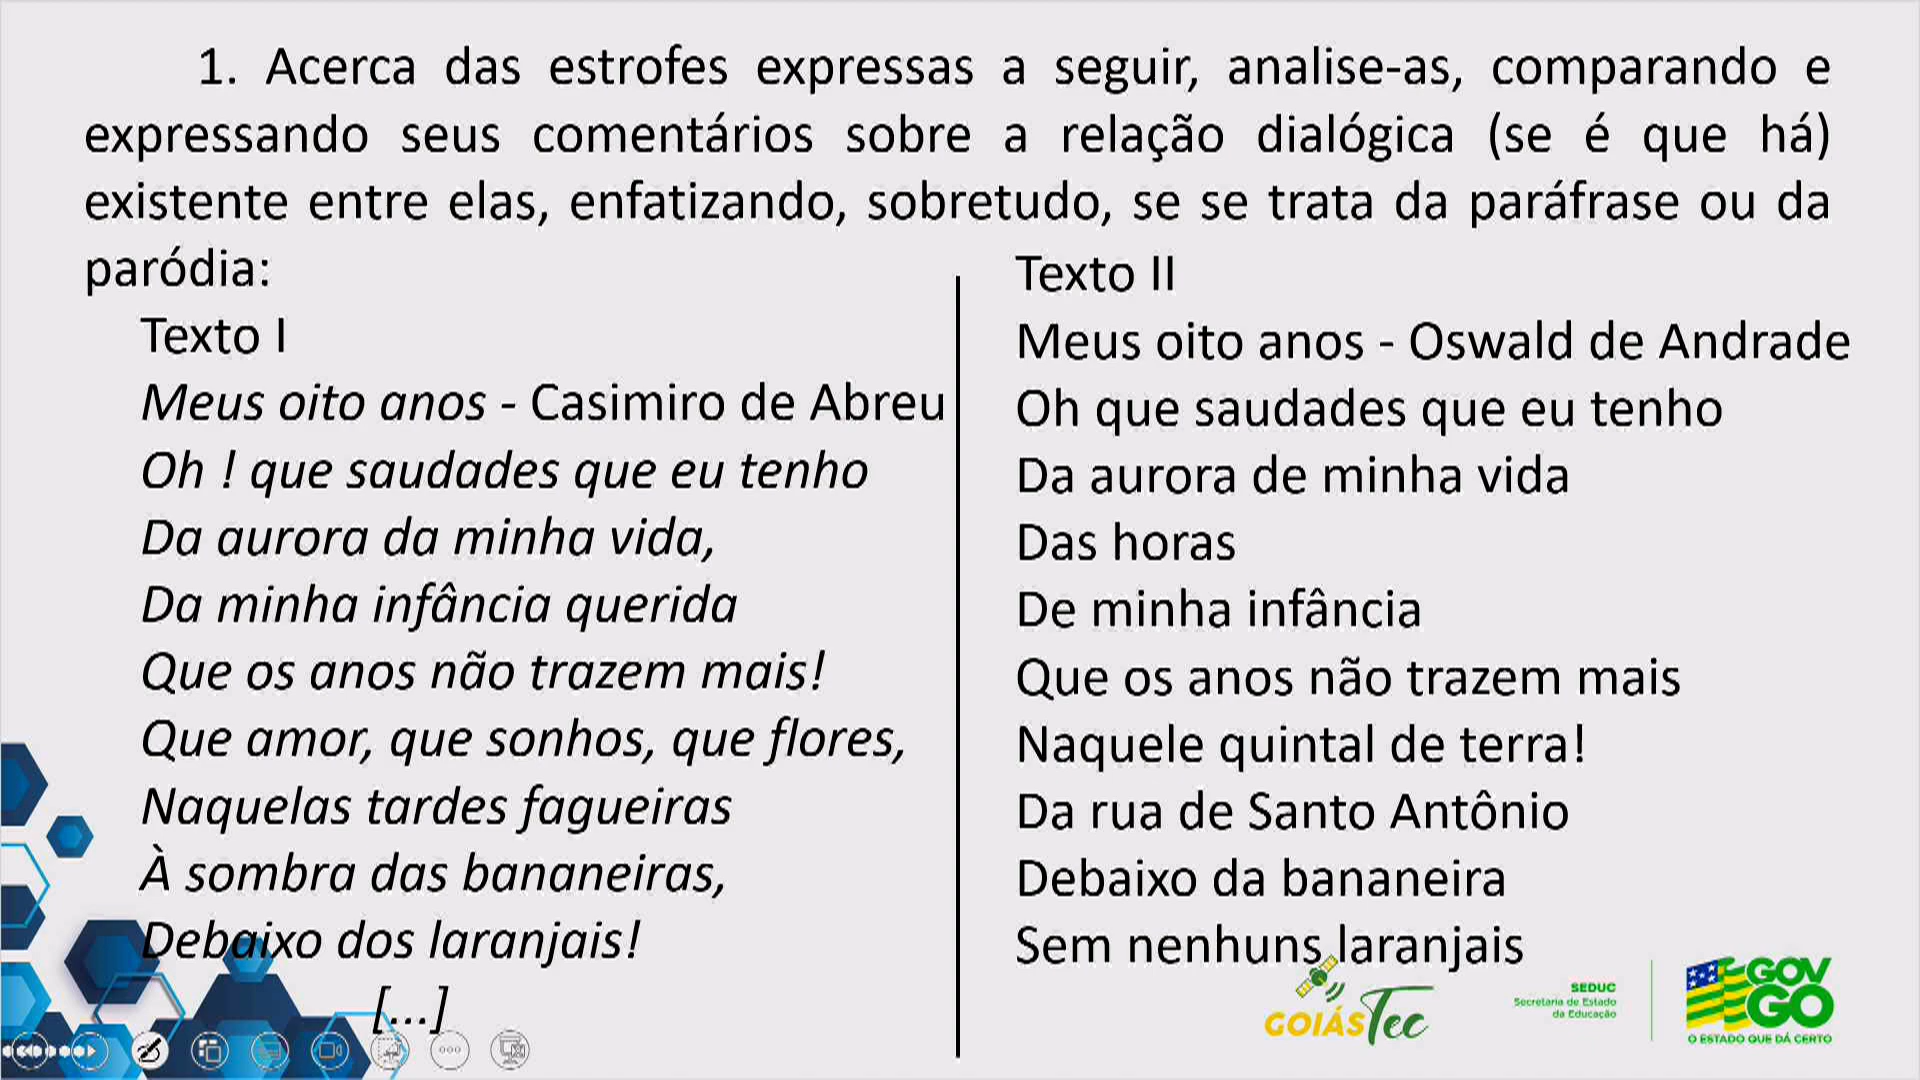 1. Acerca das estrofes expressas a seguir, analise-as, comparando e
expressando seus comentários sobre a relação dialógica (se é que há)
existente entre elas, enfatizando, sobretudo, se se trata da paráfrase ou da
paródia:
Texto I
Meus oito anos - Casimiro de Abreu
Oh ! que saudades que eu tenho
Da aurora da minha vida,
Da minha infância querida
Que os anos não trazem mais!
Que amor, que sonhos, que flores,
Naquelas tardes fagueiras
À sombra das bananeiras,
Debaixo dos laranjais!
[...]
Texto II
Meus oito anos - Oswald de Andrade
Oh que saudades que eu tenho
Da aurora de minha vida
Das horas
De minha infância
Que os anos não trazem mais
Naquele quintal de terra!
Da rua de Santo Antônio
Debaixo da bananeira
Sem nenhuns laranjais
GOIÁSTec
SEDUC
Secretaria de Estado
da Educação
GOV
GO
O ESTADO QUE DÁ CERTO